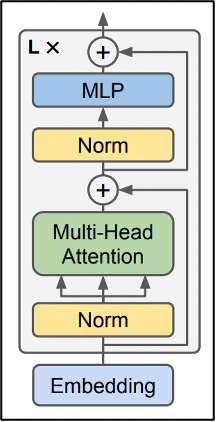 L ×
+
MLP
Norm
+
Multi-Head
Attention
Norm
Embedding